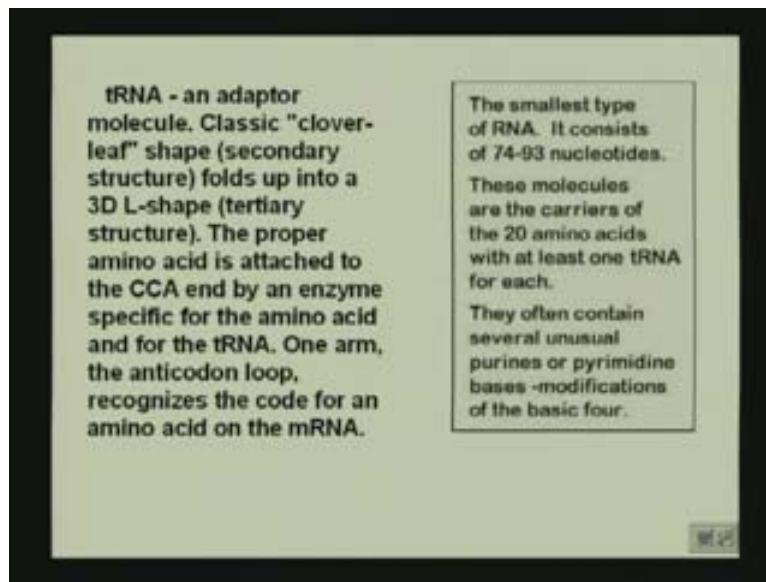 tRNA - an adaptor
molecule. Classic "clover-
leaf" shape (secondary
structure) folds up into a
3D L-shape (tertiary
structure). The proper
amino acid is attached to
the CCA end by an enzyme
specific for the amino acid
and for the tRNA. One arm,
the anticodon loop,
recognizes the code for an
amino acid on the mRNA.
The smallest type
of RNA. It consists
of 74-93 nucleotides.
These molecules
are the carriers of
the 20 amino acids
with at least one tRNA
for each.
They often contain
several unusual
purines or pyrimidine
bases -modifications
of the basic four.